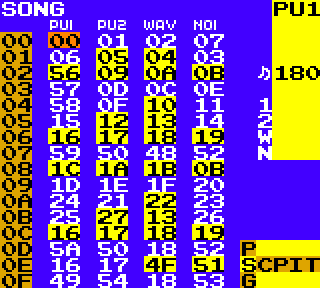 SONG PU1
PU1 PU2 WAV NOI
00 00 01 02 07
01 06 05 04 03
02 56 09 0A 0B ♪180
03 57 0D 0C 0E
04 58 0F 10 11 1
05 15 12 13 14 2
06 16 17 18 19 W
07 59 50 48 52 N
08 1C 1A 1B 0B
09 1D 1E 1F 20
0A 24 21 22 23
0B 25 27 13 26
0C 16 17 18 19
0D 5A 50 18 52 P
0E 16 17 4F 51 SCPIT
0F 49 54 18 53 G